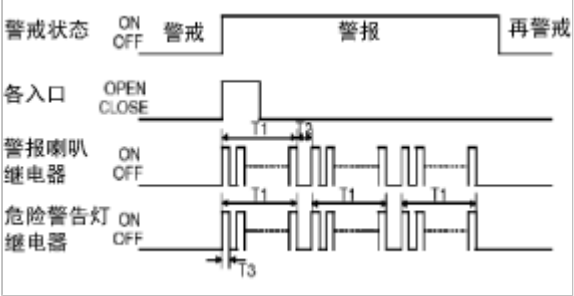 警戒状态 ON 警戒 警报 再警戒
OFF
各入口 OPEN
CLOSE
T1 T2
警报喇叭 ON
继电器 OFF
T1 T1 T1
危险警告灯 ON
继电器 OFF
T3